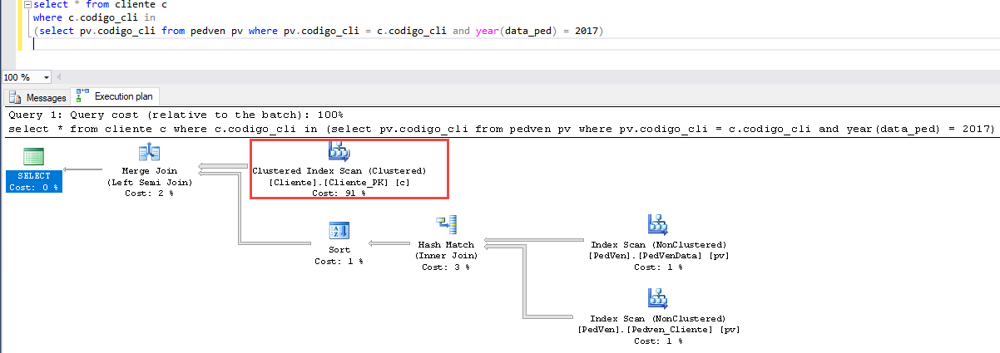 select * from cliente c
where c.codigo_cli in
(select pv.codigo_cli from pedven pv where pv.codigo_cli = c.codigo_cli and year(data_ped) = 2017)
100 %
Messages
Execution plan
Query 1: Query cost (relative to the batch): 100%
select * from cliente c where c.codigo_cli in (select pv.codigo_cli from pedven pv where pv.codigo_cli = c.codigo_cli and year(data_ped) = 2017)
SELECT
Cost: 0 %
Merge Join
(Left Semi Join)
Cost: 2 %
Clustered Index Scan (Clustered)
[Cliente].[Cliente_PK] [c]
Cost: 91 %
Sort
Cost: 1 %
Hash Match
(Inner Join)
Cost: 3 %
Index Scan (NonClustered)
[PedVen].[PedVenData] [pv]
Cost: 1 %
Index Scan (NonClustered)
[PedVen].[Pedven_Cliente] [pv]
Cost: 1 %